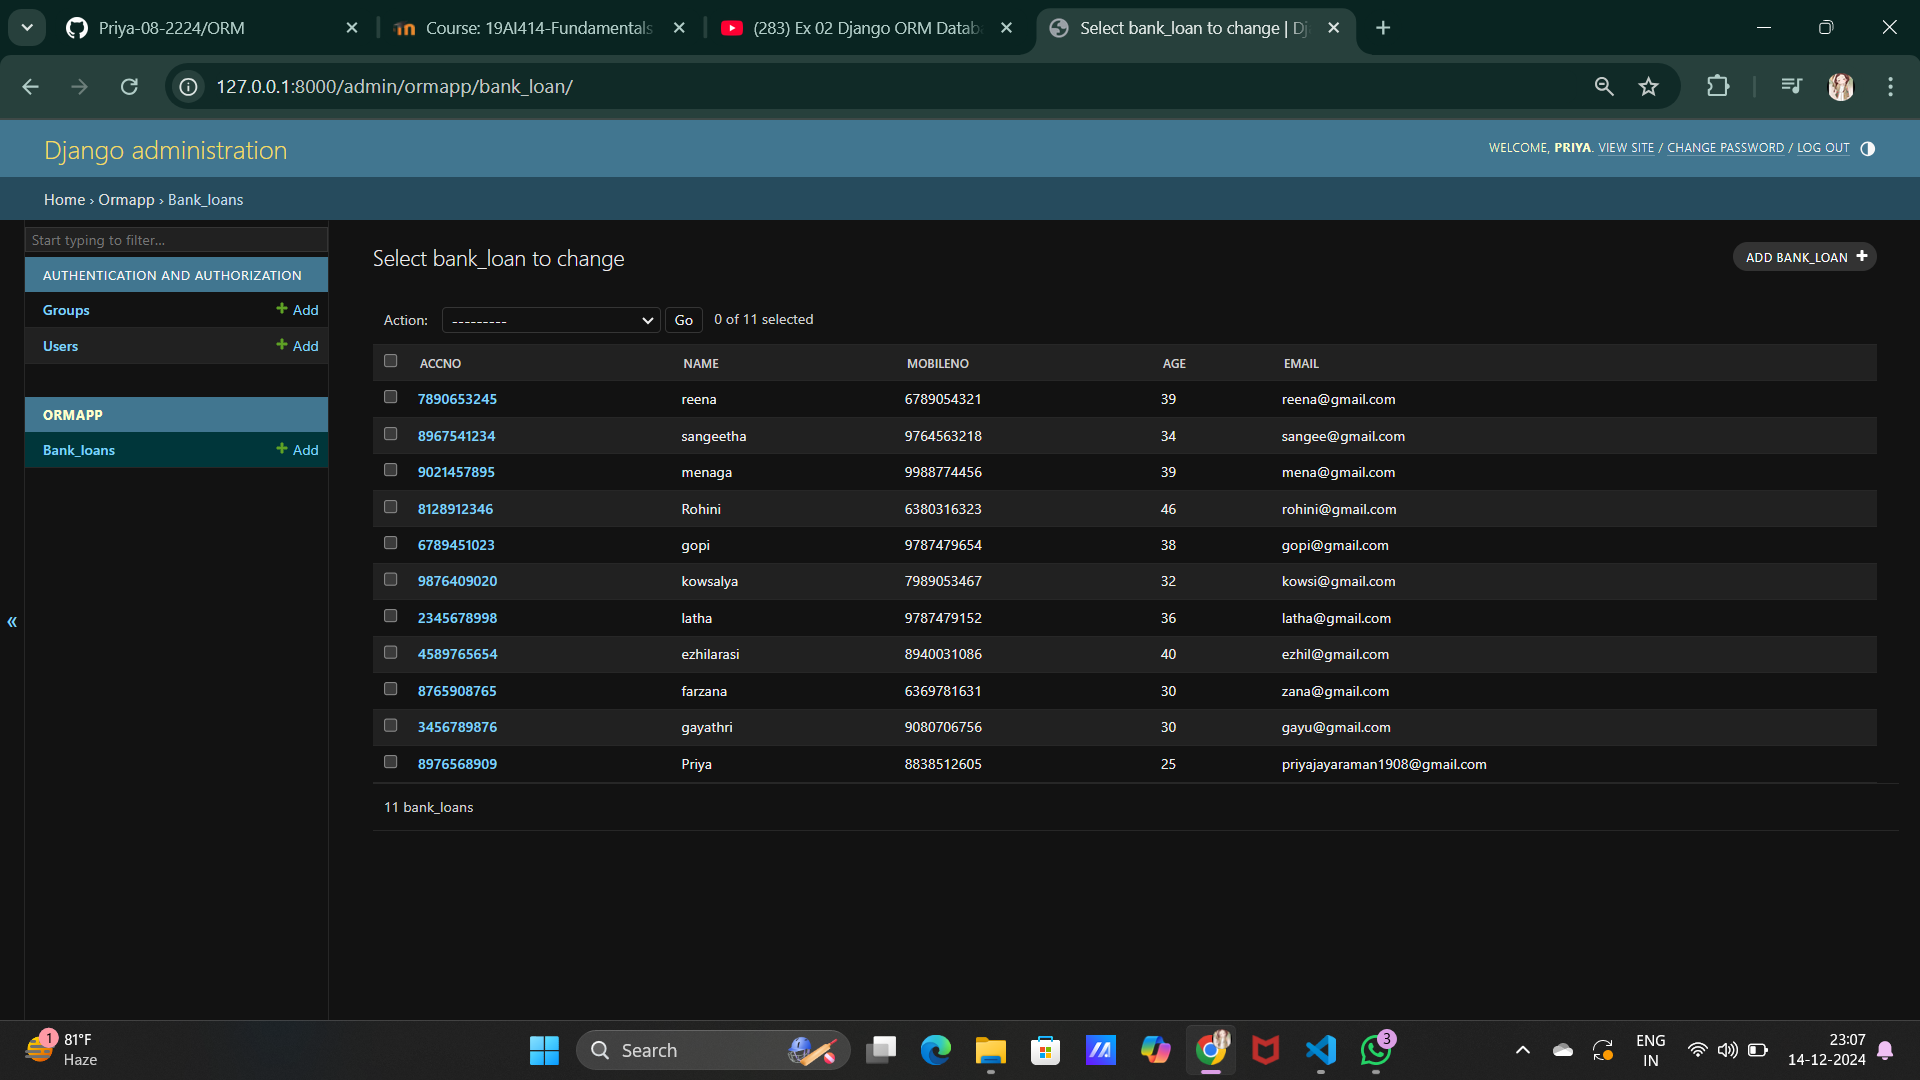 Priya-08-2224/ORM
Course: 19AI414-Fundamentals
(283) Ex 02 Django ORM Datab
Select bank_loan to change | Dj
127.0.0.1:8000/admin/ormapp/bank_loan/
Django administration
WELCOME, PRIYA. VIEW SITE / CHANGE PASSWORD / LOG OUT
Home › Ormapp › Bank_loans
Start typing to filter...
AUTHENTICATION AND AUTHORIZATION
Groups + Add
Users + Add
ORMAPP
Bank_loans + Add
«
Select bank_loan to change
ADD BANK_LOAN +
Action: --------- Go 0 of 11 selected
ACCNO NAME MOBILENO AGE EMAIL
7890653245 reena 6789054321 39 reena@gmail.com
8967541234 sangeetha 9764563218 34 sangee@gmail.com
9021457895 menaga 9988774456 39 mena@gmail.com
8128912346 Rohini 6380316323 46 rohini@gmail.com
6789451023 gopi 9787479654 38 gopi@gmail.com
9876409020 kowsalya 7989053467 32 kowsi@gmail.com
2345678998 latha 9787479152 36 latha@gmail.com
4589765654 ezhilarasi 8940031086 40 ezhil@gmail.com
8765908765 farzana 6369781631 30 zana@gmail.com
3456789876 gayathri 9080706756 30 gayu@gmail.com
8976568909 Priya 8838512605 25 priyajayaraman1908@gmail.com
11 bank_loans
1
81°F
Haze
Search
3
ENG
IN
23:07
14-12-2024